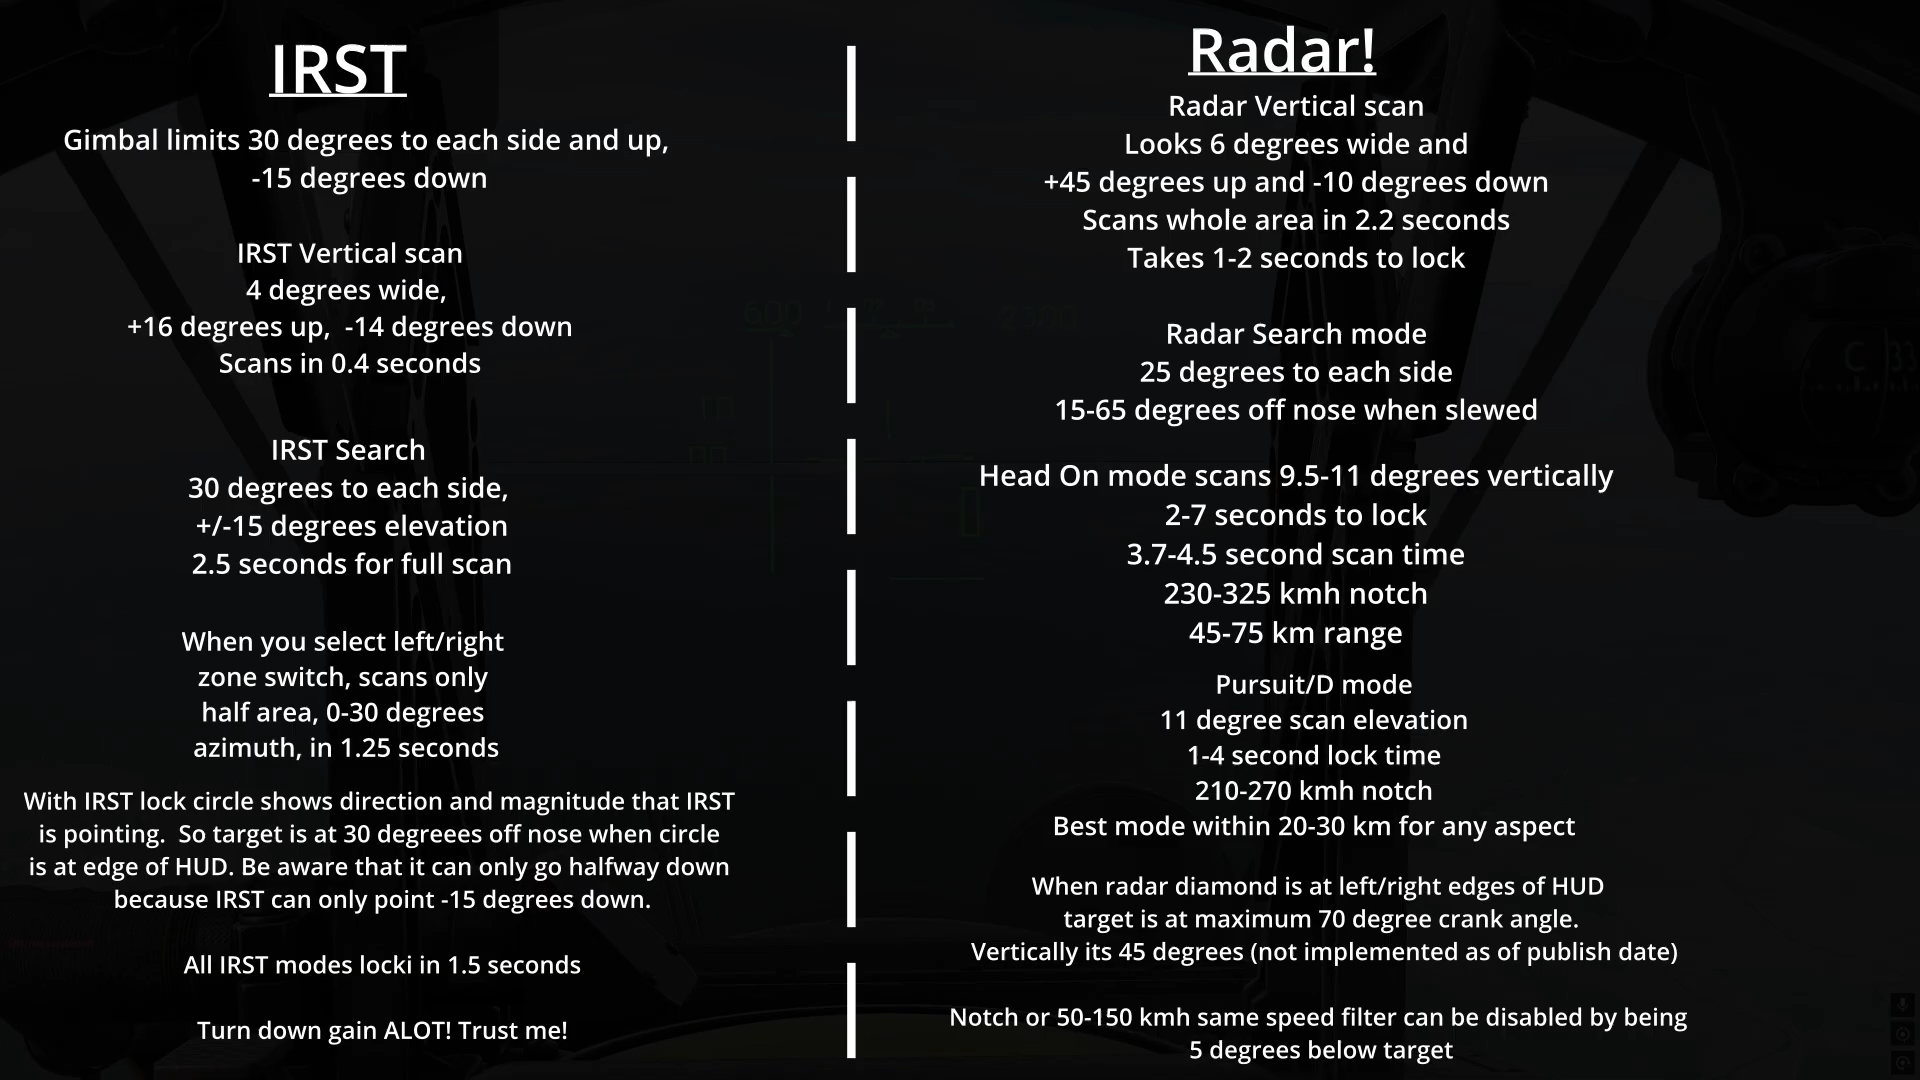 IRST
Gimbal limits 30 degrees to each side and up,
-15 degrees down
IRST Vertical scan
4 degrees wide,
+16 degrees up,  -14 degrees down
Scans in 0.4 seconds
IRST Search
30 degrees to each side,
+/-15 degrees elevation
2.5 seconds for full scan
When you select left/right
zone switch, scans only
half area, 0-30 degrees
azimuth, in 1.25 seconds
With IRST lock circle shows direction and magnitude that IRST
is pointing.  So target is at 30 degreees off nose when circle
is at edge of HUD. Be aware that it can only go halfway down
because IRST can only point -15 degrees down.
All IRST modes locki in 1.5 seconds
Turn down gain ALOT! Trust me!
Radar!
Radar Vertical scan
Looks 6 degrees wide and
+45 degrees up and -10 degrees down
Scans whole area in 2.2 seconds
Takes 1-2 seconds to lock
Radar Search mode
25 degrees to each side
15-65 degrees off nose when slewed
Head On mode scans 9.5-11 degrees vertically
2-7 seconds to lock
3.7-4.5 second scan time
230-325 kmh notch
45-75 km range
Pursuit/D mode
11 degree scan elevation
1-4 second lock time
210-270 kmh notch
Best mode within 20-30 km for any aspect
When radar diamond is at left/right edges of HUD
target is at maximum 70 degree crank angle.
Vertically its 45 degrees (not implemented as of publish date)
Notch or 50-150 kmh same speed filter can be disabled by being
5 degrees below target
600
C 33